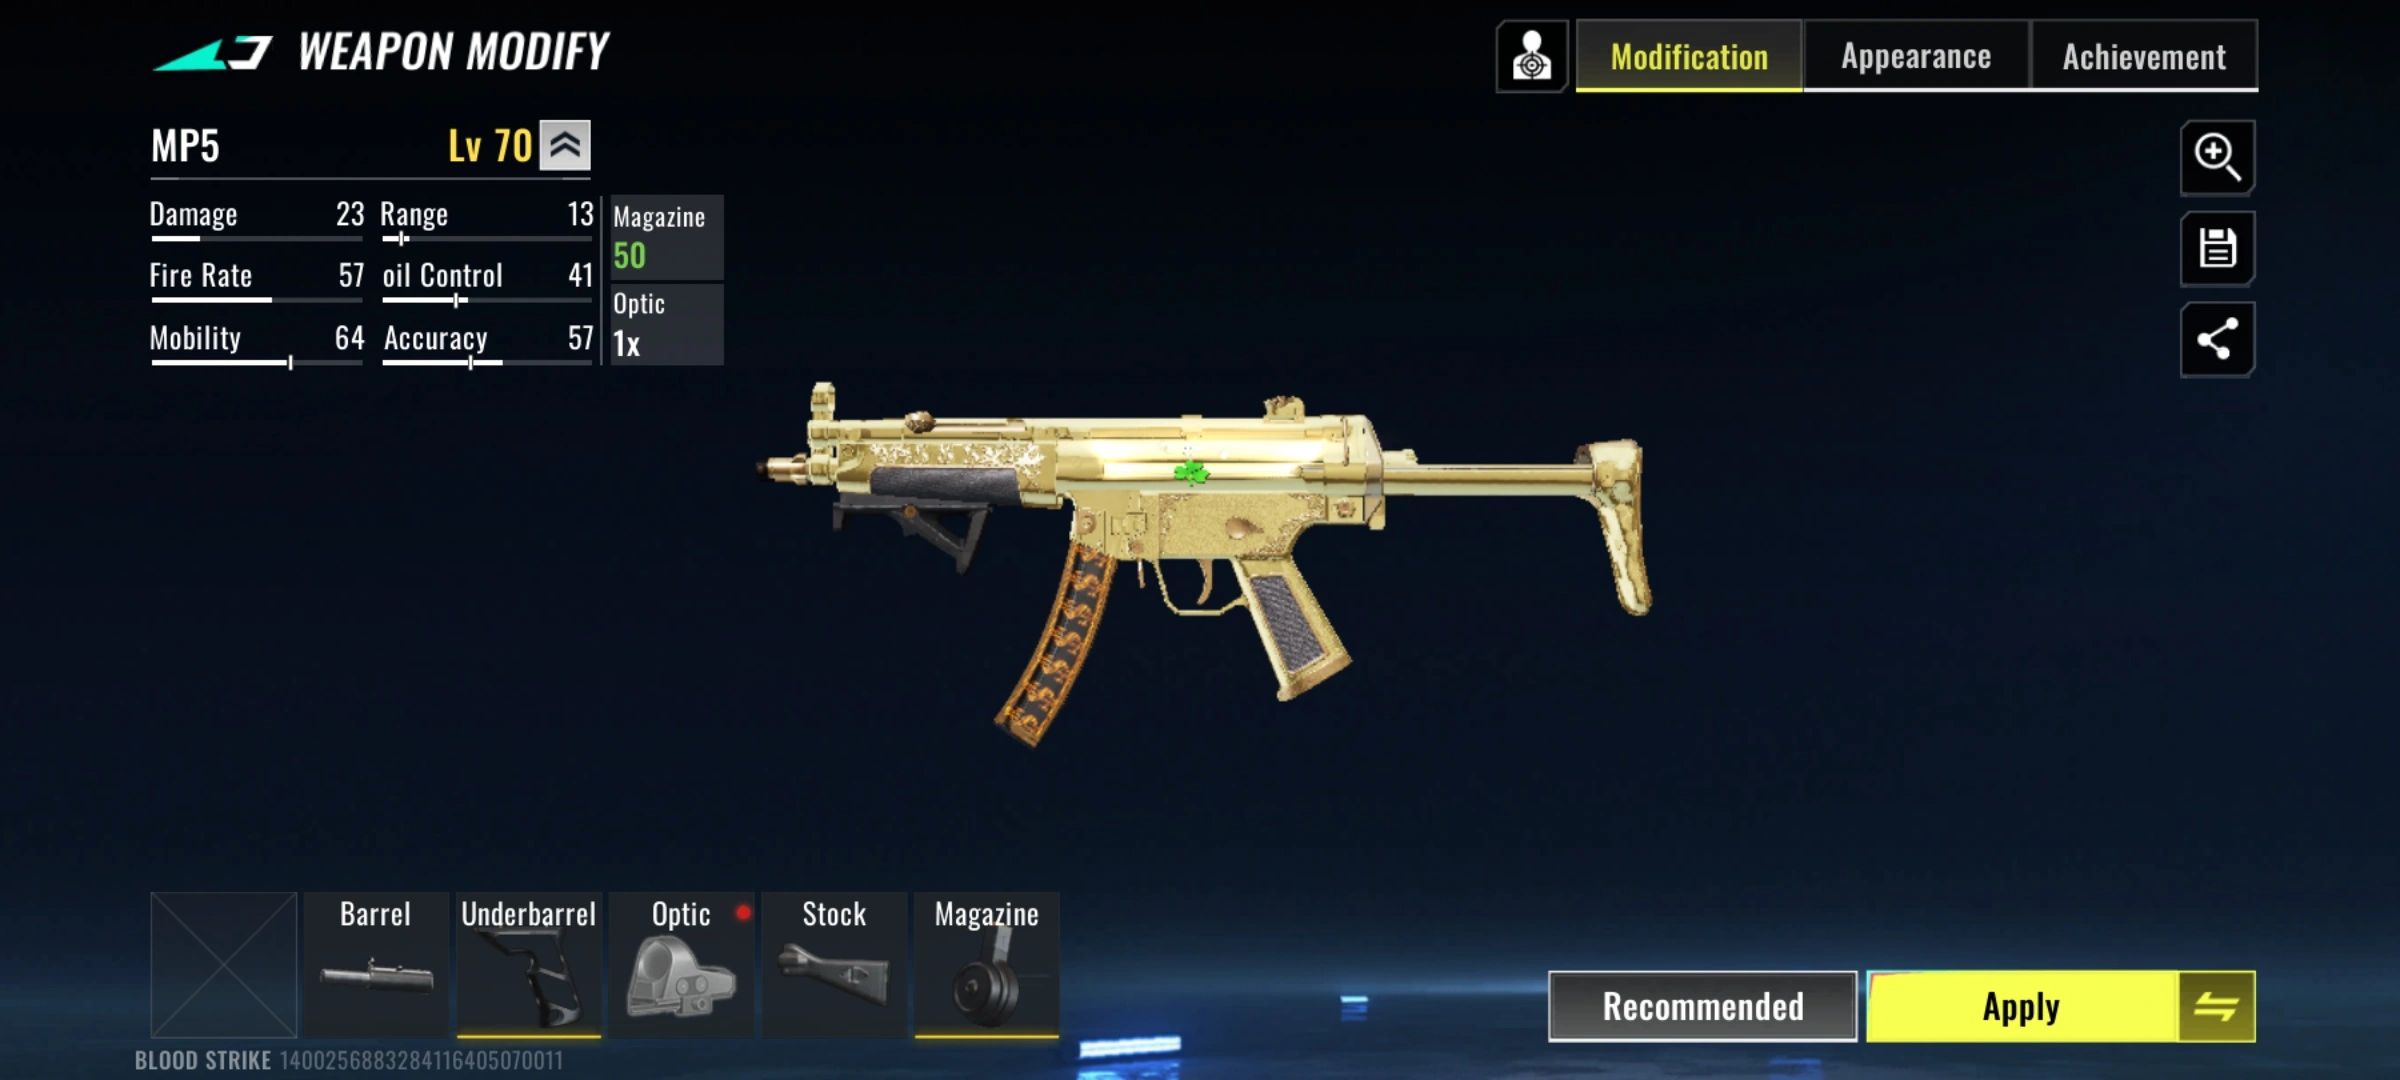 WEAPON MODIFY
Modification
Appearance
Achievement
MP5
Lv 70
Damage 23
Range 13
Magazine
50
Fire Rate 57
oil Control 41
Optic
1x
Mobility 64
Accuracy 57
Barrel
Underbarrel
Optic
Stock
Magazine
Recommended
Apply
BLOOD STRIKE 1400256883284116405070011